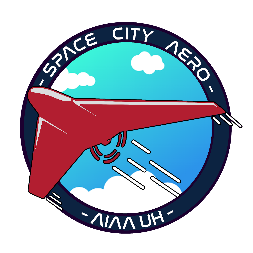 - SPACE CITY AERO -
- AIAA UH -